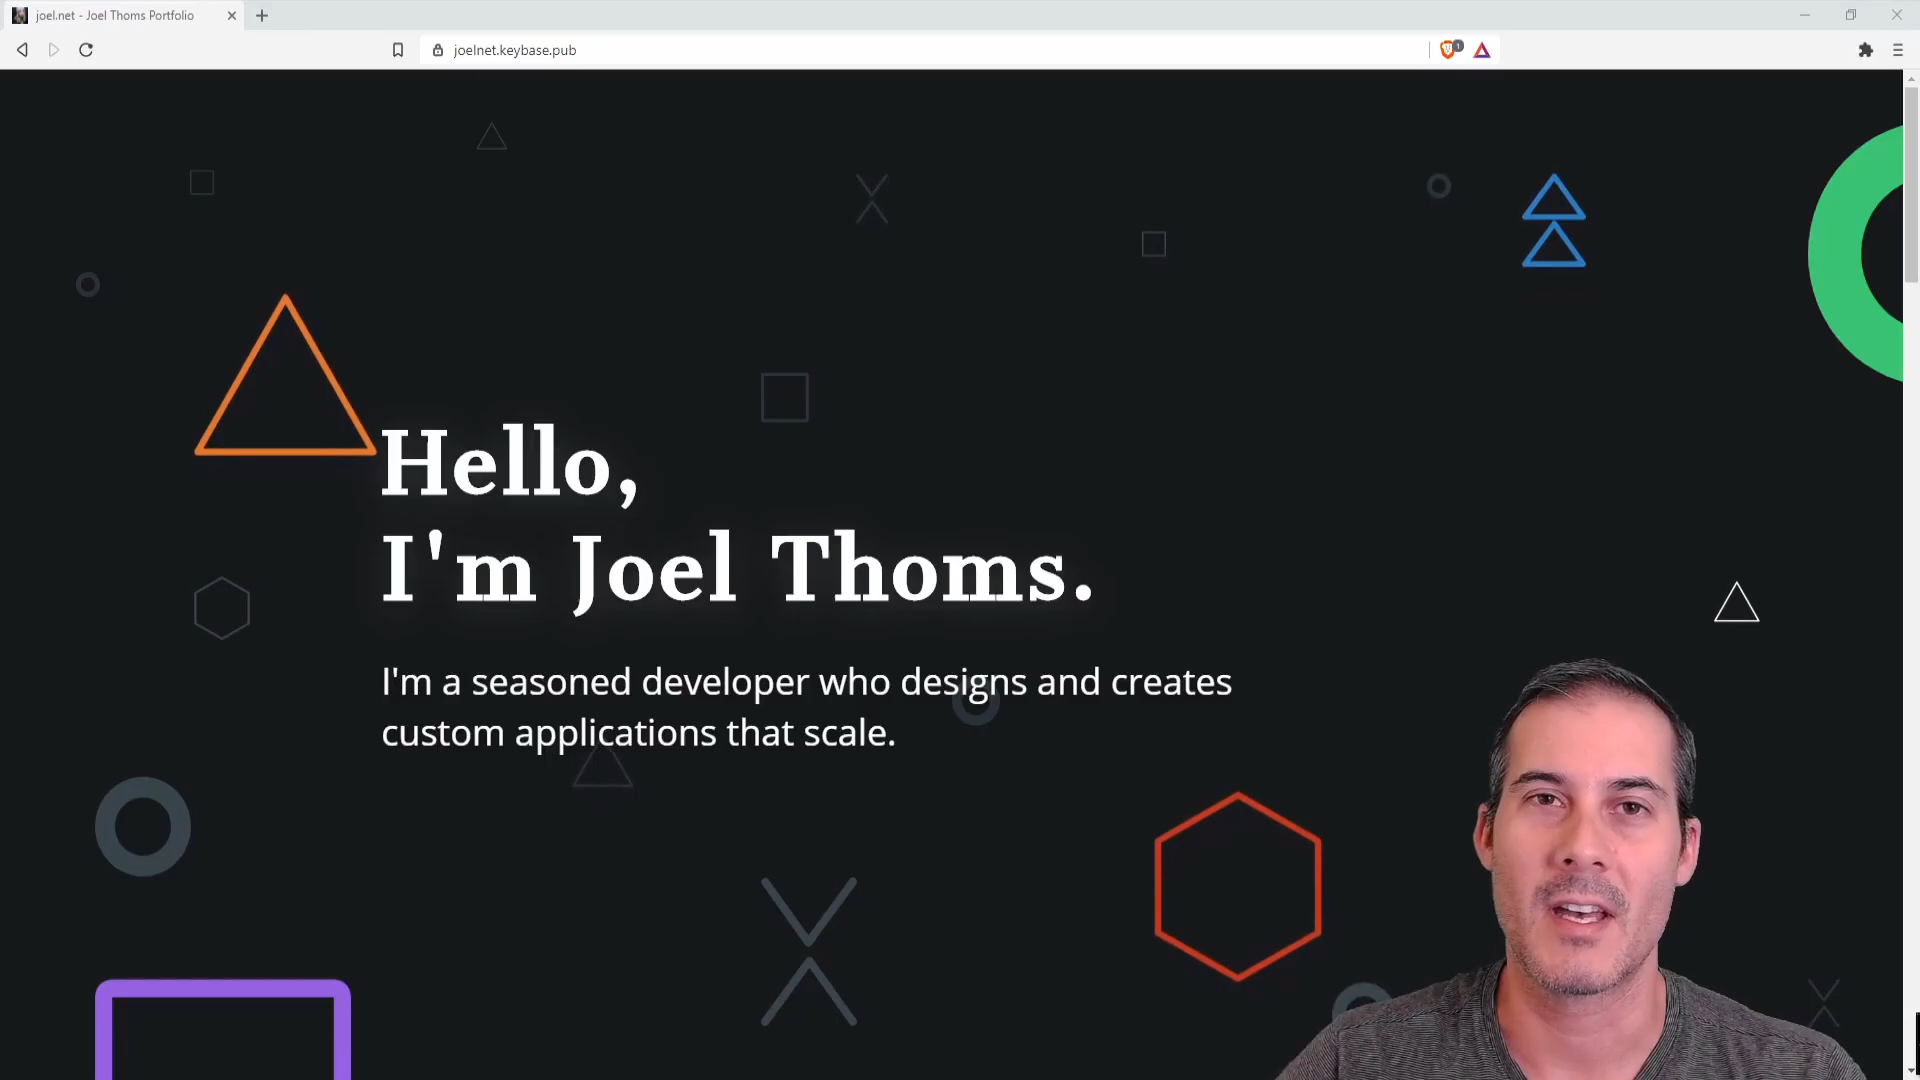 joel.net - Joel Thoms Portfolio
joelnet.keybase.pub
1
Hello,
I'm Joel Thoms.
I'm a seasoned developer who designs and creates
custom applications that scale.